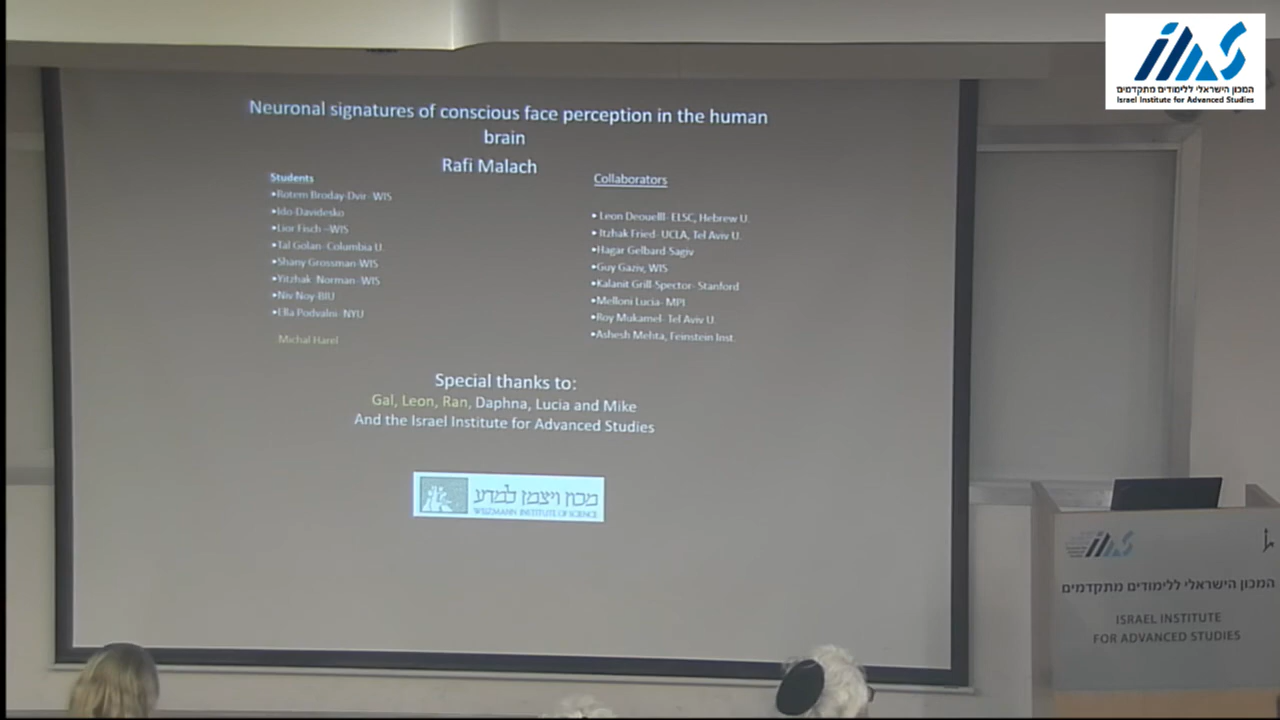 Neuronal signatures of conscious face perception in the human
brain
Rafi Malach
Students
•Rotem Broday-Dvir- WIS
•Ido Davidesko
•Lior Fisch –WIS
•Tal Golan- Columbia U.
•Shany Grossman-WIS
•Yitzhak Norman- WIS
•Niv Noy-BIU
•Ella Podvalni- NYU
Michal Harel
Collaborators
• Leon Deouelll- ELSC, Hebrew U.
• Itzhak Fried- UCLA, Tel Aviv U.
•Hagar Gelbard-Sagiv
•Guy Gaziv, WIS
•Kalanit Grill-Spector- Stanford
•Melloni Lucia- MPI
•Roy Mukamel- Tel Aviv U.
•Ashesh Mehta, Feinstein Inst.
Special thanks to:
Gal, Leon, Ran, Daphna, Lucia and Mike
And the Israel Institute for Advanced Studies
מכון ויצמן למדע
WEIZMANN INSTITUTE OF SCIENCE
iias
המכון הישראלי ללימודים מתקדמים
Israel Institute for Advanced Studies
iias
המכון הישראלי ללימודים מתקדמים
ISRAEL INSTITUTE
FOR ADVANCED STUDIES